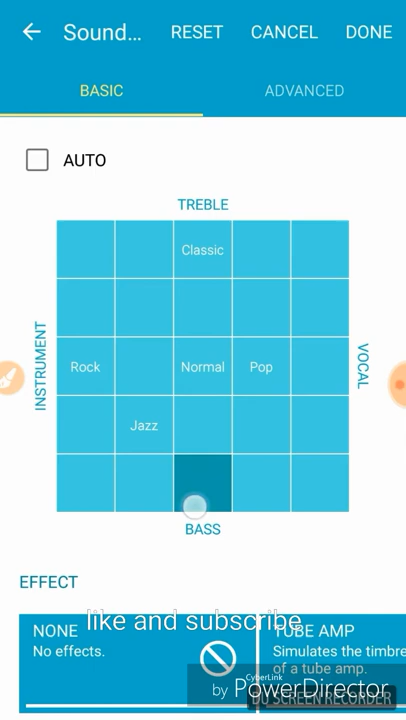 Sound... RESET CANCEL DONE
BASIC ADVANCED
AUTO
TREBLE
Classic
INSTRUMENT
Rock Normal Pop
VOCAL
Jazz
BASS
EFFECT
like and subscribe
NONE
No effects.
TUBE AMP
Simulates the timbre
of a tube amp.
CyberLink
by PowerDirector
DU SCREEN RECORDER